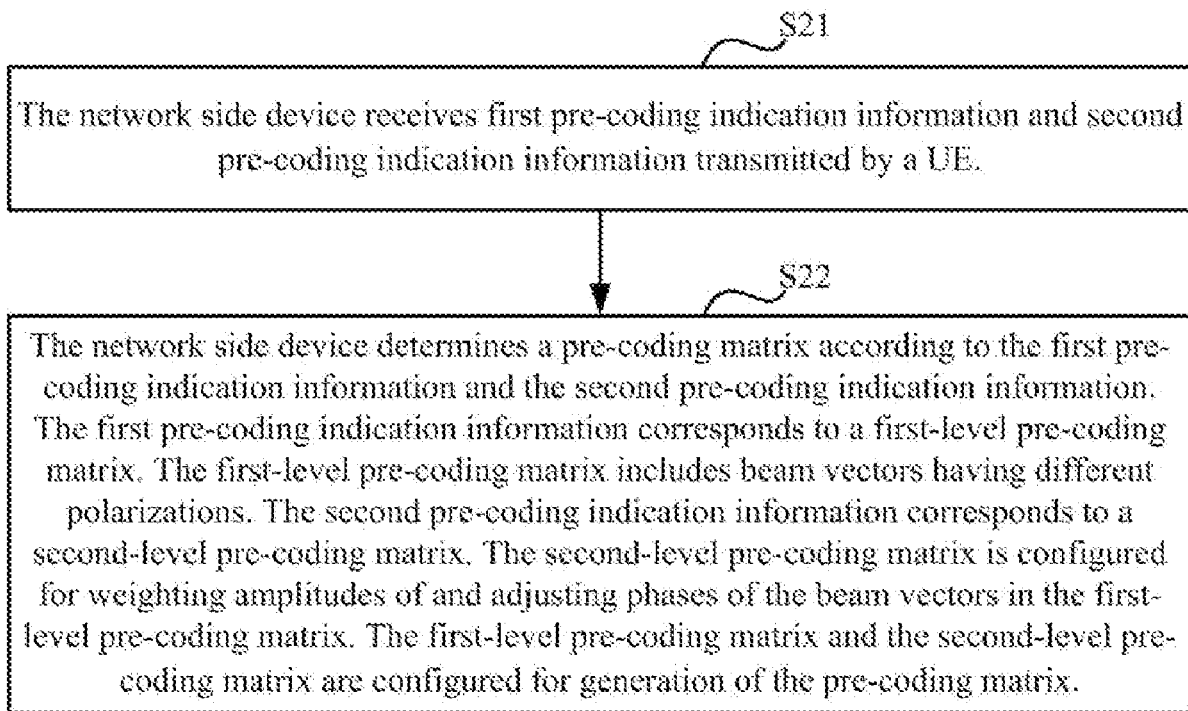 S21
The network side device receives first pre-coding indication information and second
pre-coding indication information transmitted by a UE.
S22
The network side device determines a pre-coding matrix according to the first pre-
coding indication information and the second pre-coding indication information.
The first pre-coding indication information corresponds to a first-level pre-coding
matrix. The first-level pre-coding matrix includes beam vectors having different
polarizations. The second pre-coding indication information corresponds to a
second-level pre-coding matrix. The second-level pre-coding matrix is configured
for weighting amplitudes of and adjusting phases of the beam vectors in the first-
level pre-coding matrix. The first-level pre-coding matrix and the second-level pre-
coding matrix are configured for generation of the pre-coding matrix.